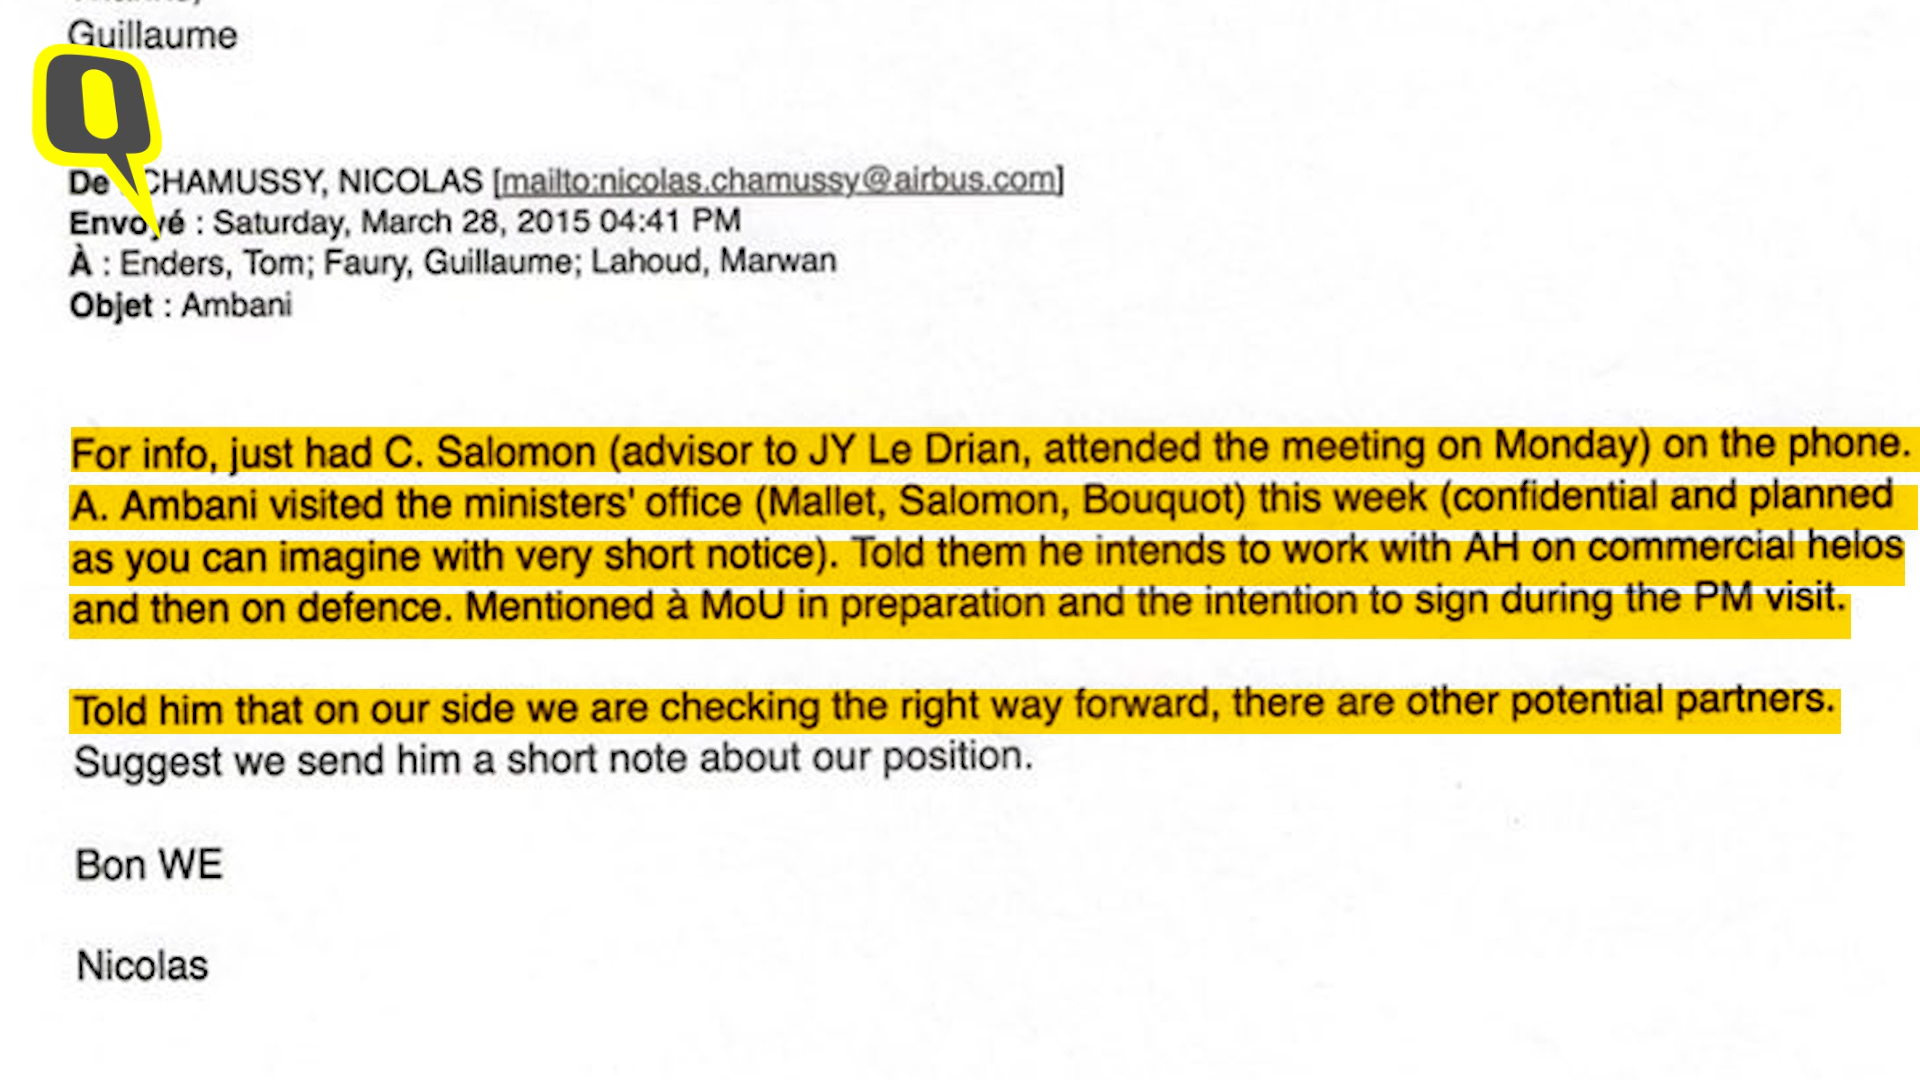 Guillaume
Q
De : CHAMUSSY, NICOLAS [mailto:nicolas.chamussy@airbus.com]
Envoyé : Saturday, March 28, 2015 04:41 PM
À : Enders, Tom; Faury, Guillaume; Lahoud, Marwan
Objet : Ambani
For info, just had C. Salomon (advisor to JY Le Drian, attended the meeting on Monday) on the phone.
A. Ambani visited the ministers' office (Mallet, Salomon, Bouquot) this week (confidential and planned
as you can imagine with very short notice). Told them he intends to work with AH on commercial helos
and then on defence. Mentioned à MoU in preparation and the intention to sign during the PM visit.
Told him that on our side we are checking the right way forward, there are other potential partners.
Suggest we send him a short note about our position.
Bon WE
Nicolas